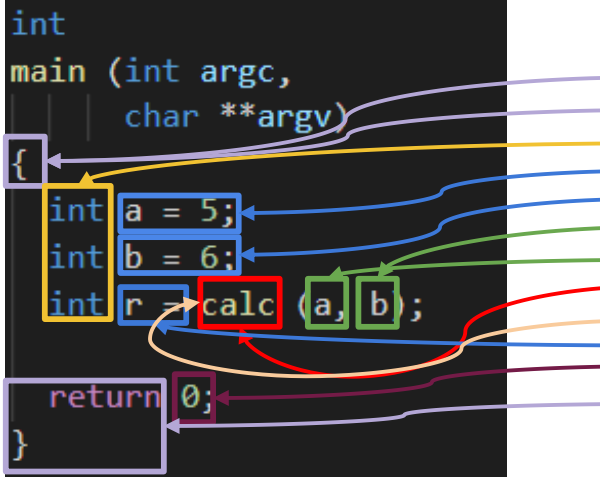 int
main (int argc,
char **argv)
{
int a = 5;
int b = 6;
int r = calc (a, b);
return 0;
}